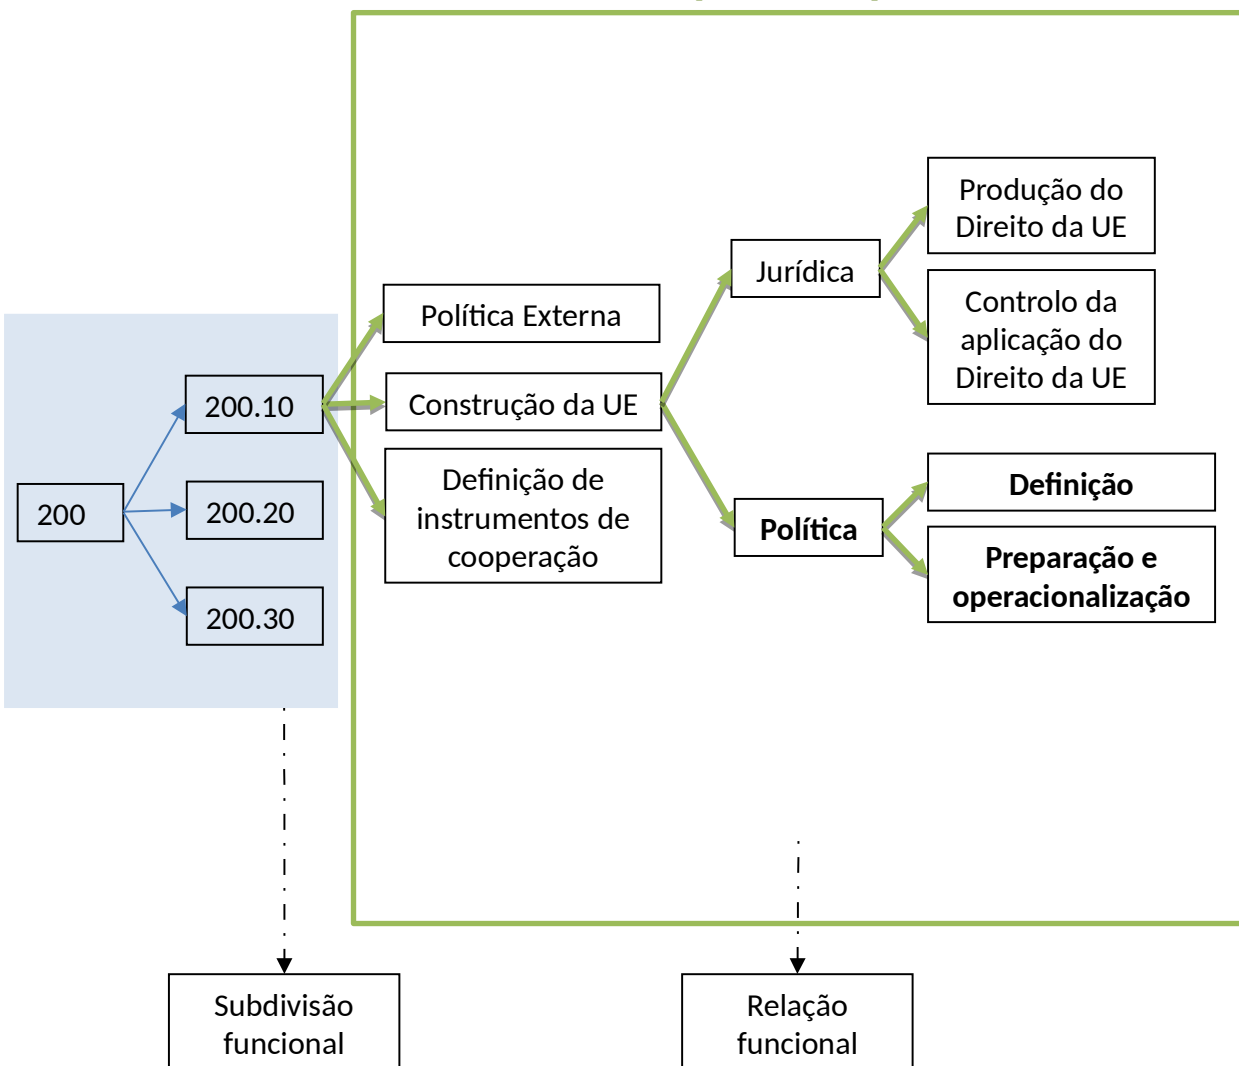 200
200.10
200.20
200.30
Política Externa
Construção da UE
Definição de
instrumentos de
cooperação
Jurídica
Política
Produção do
Direito da UE
Controlo da
aplicação do
Direito da UE
Definição
Preparação e
operacionalização
Subdivisão
funcional
Relação
funcional